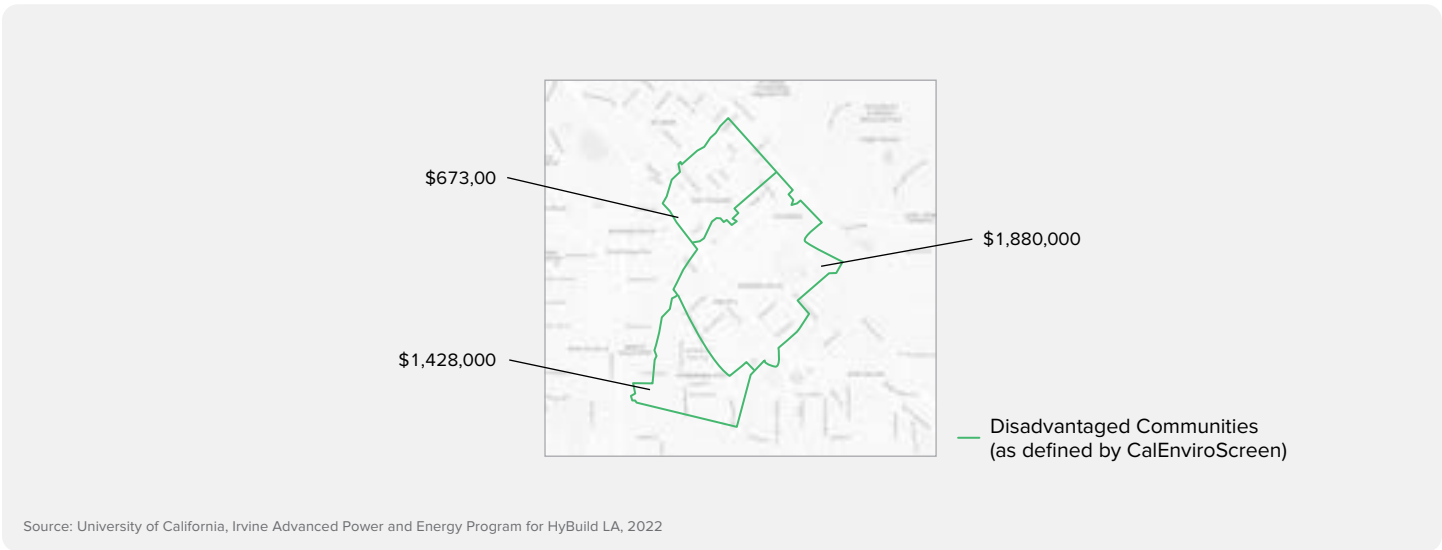 $673,00
$1,880,000
$1,428,000
Disadvantaged Communities
(as defined by CalEnviroScreen)
Source: University of California, Irvine Advanced Power and Energy Program for HyBuild LA, 2022